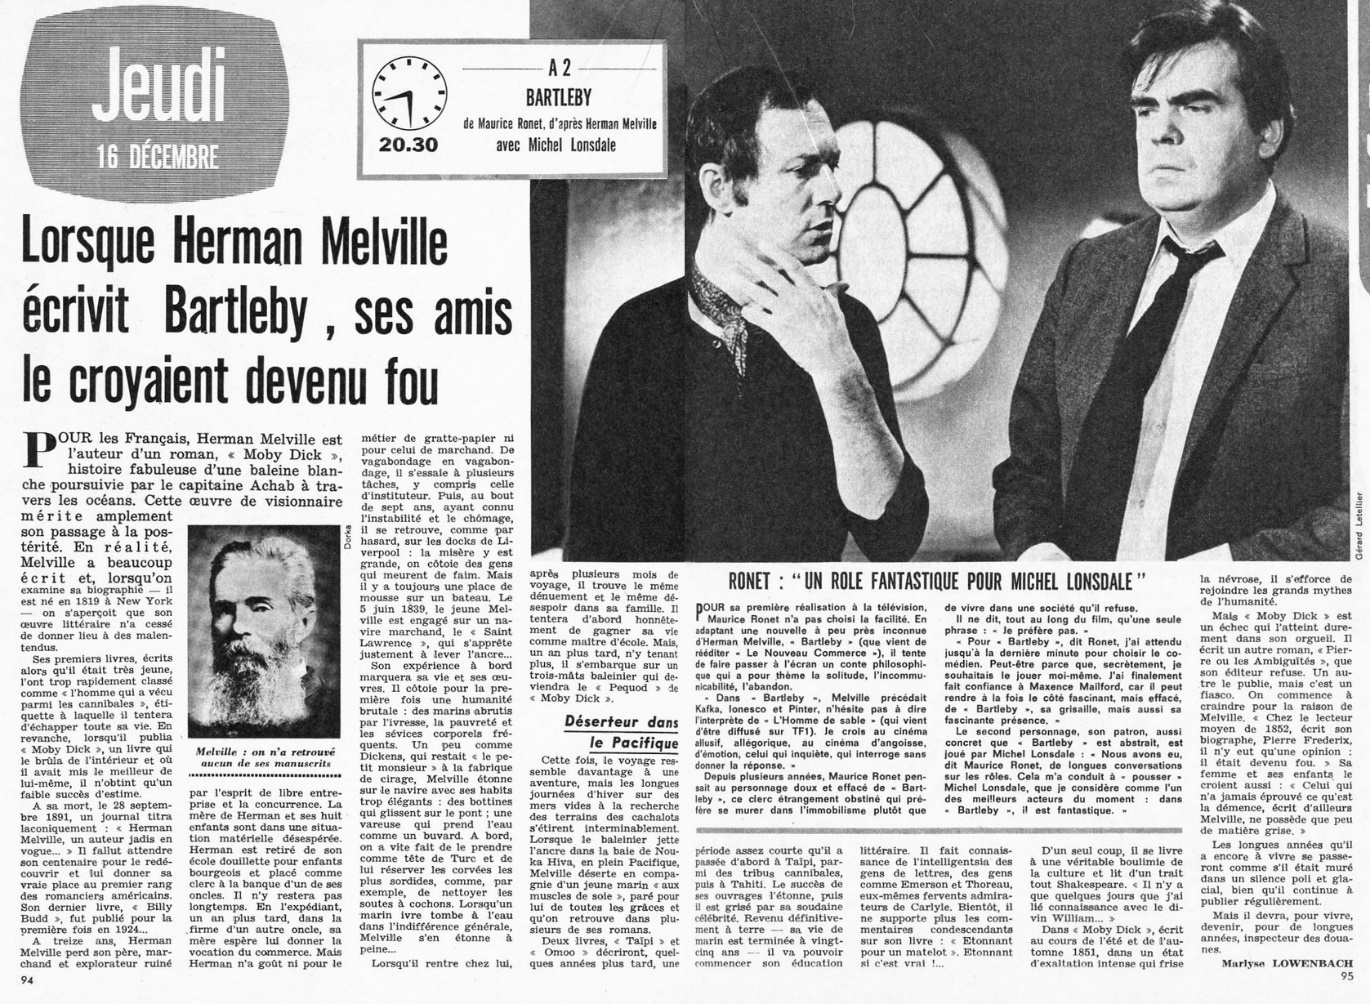 Jeudi
16 DÉCEMBRE
20.30
A 2
BARTLEBY
de Maurice Ronet, d'après Herman Melville
avec Michel Lonsdale
Lorsque Herman Melville
écrivit Bartleby , ses amis
le croyaient devenu fou
POUR les Français, Herman Melville est
l'auteur d'un roman, « Moby Dick »,
histoire fabuleuse d'une baleine blan-
che poursuivie par le capitaine Achab à tra-
vers les océans. Cette œuvre de visionnaire
mérite amplement
son passage à la pos-
térité. En réalité,
Melville a beaucoup
écrit et, lorsqu'on
examine sa biographie — il
est né en 1819 à New York
— on s'aperçoit que son
œuvre littéraire n'a cessé
de donner lieu à des malen-
tendus.
Ses premiers livres, écrits
alors qu'il était très jeune,
l'ont trop rapidement classé
comme « l'homme qui a vécu
parmi les cannibales », éti-
quette à laquelle il tentera
d'échapper toute sa vie. En
revanche, lorsqu'il publia
« Moby Dick », un livre qui
le brûla de l'intérieur et où
il avait mis le meilleur de
lui-même, il n'obtint qu'un
faible succès d'estime.
A sa mort, le 28 septem-
bre 1891, un journal titra
laconiquement : « Herman
Melville, un auteur jadis en
vogue... » Il fallut attendre
son centenaire pour le redé-
couvrir et lui donner sa
vraie place au premier rang
des romanciers américains.
Son dernier livre, « Billy
Budd », fut publié pour la
première fois en 1924...
A treize ans, Herman
Melville perd son père, mar-
chand et explorateur ruiné
94
Dorka
Melville : on n'a retrouvé
aucun de ses manuscrits
par l'esprit de libre entre-
prise et la concurrence. La
mère de Herman et ses huit
enfants sont dans une situa-
tion matérielle désespérée.
Herman est retiré de son
école douillette pour enfants
bourgeois et placé comme
clerc à la banque d'un de ses
oncles. Il n'y restera pas
longtemps. En l'expédiant,
un an plus tard, dans la
firme d'un autre oncle, sa
mère espère lui donner la
vocation du commerce. Mais
Herman n'a goût ni pour le
métier de gratte-papier ni
pour celui de marchand. De
vagabondage en vagabon-
dage, il s'essaie à plusieurs
tâches, y compris celle
d'instituteur. Puis, au bout
de sept ans, ayant connu
l'instabilité et le chômage,
il se retrouve, comme par
hasard, sur les docks de Li-
verpool : la misère y est
grande, on côtoie des gens
qui meurent de faim. Mais
il y a toujours une place de
mousse sur un bateau. Le
5 juin 1839, le jeune Mel-
ville est engagé sur un na-
vire marchand, le « Saint
Lawrence », qui s'apprête
justement à lever l'ancre...
Son expérience à bord
marquera sa vie et ses œu-
vres. Il côtoie pour la pre-
mière fois une humanité
brutale : des marins abrutis
par l'ivresse, la pauvreté et
les sévices corporels fré-
quents. Un peu comme
Dickens, qui restait « le pe-
tit monsieur » à la fabrique
de cirage, Melville étonne
sur le navire avec ses habits
trop élégants : des bottines
qui glissent sur le pont ; une
vareuse qui prend l'eau
comme un buvard. A bord,
on a vite fait de le prendre
comme tête de Turc et de
lui réserver les corvées les
plus sordides, comme, par
exemple, de nettoyer les
soutes à cochons. Lorsqu'un
marin ivre tombe à l'eau
dans l'indifférence générale,
Melville s'en étonne à
peine...
Lorsqu'il rentre chez lui,
après plusieurs mois de
voyage, il trouve le même
dénuement et le même dé-
sespoir dans sa famille. Il
tentera d'abord honnête-
ment de gagner sa vie
comme maître d'école. Mais,
un an plus tard, n'y tenant
plus, il s'embarque sur un
trois-mâts baleinier qui de-
viendra le « Pequod » de
« Moby Dick ».
Déserteur dans
le Pacifique
Cette fois, le voyage res-
semble davantage à une
aventure, mais les longues
journées d'hiver sur des
mers vides à la recherche
des terrains des cachalots
s'étirent interminablement.
Lorsque le baleinier jette
l'ancre dans la baie de Nou-
ka Hiva, en plein Pacifique,
Melville déserte en compa-
gnie d'un jeune marin « aux
muscles de soie », paré pour
lui de toutes les grâces et
qu'on retrouve dans plu-
sieurs de ses romans.
Deux livres, « Taïpi » et
« Omoo » décriront, quel-
ques années plus tard, une
RONET : “UN ROLE FANTASTIQUE POUR MICHEL LONSDALE”
POUR sa première réalisation à la télévision,
Maurice Ronet n'a pas choisi la facilité. En
adaptant une nouvelle à peu près inconnue
d'Herman Melville, « Bartleby » (que vient de
rééditer « Le Nouveau Commerce »), il tente
de faire passer à l'écran un conte philosophi-
que qui a pour thème la solitude, l'incommu-
nicabilité, l'abandon.
« Dans « Bartleby », Melville précédait
Kafka, Ionesco et Pinter, n'hésite pas à dire
l'interprète de « L'Homme de sable » (qui vient
d'être diffusé sur TF1). Je crois au cinéma
allusif, allégorique, au cinéma d'angoisse,
d'émotion, celui qui inquiète, qui interroge sans
donner la réponse. »
Depuis plusieurs années, Maurice Ronet pen-
sait au personnage doux et effacé de « Bart-
leby », ce clerc étrangement obstiné qui pré-
fère se murer dans l'immobilisme plutôt que
de vivre dans une société qu'il refuse.
Il ne dit, tout au long du film, qu'une seule
phrase : « Je préfère pas. »
« Pour « Bartleby », dit Ronet, j'ai attendu
jusqu'à la dernière minute pour choisir le co-
médien. Peut-être parce que, secrètement, je
souhaitais le jouer moi-même. J'ai finalement
fait confiance à Maxence Mailfort, car il peut
rendre à la fois le côté fascinant, mais effacé,
de « Bartleby », sa grisaille, mais aussi sa
fascinante présence. »
Le second personnage, son patron, aussi
concret que « Bartleby » est abstrait, est
joué par Michel Lonsdale : « Nous avons eu,
dit Maurice Ronet, de longues conversations
sur les rôles. Cela m'a conduit à « pousser »
Michel Lonsdale, que je considère comme l'un
des meilleurs acteurs du moment : dans
« Bartleby », il est fantastique. »
période assez courte qu'il a
passée d'abord à Taïpi, par-
mi des tribus cannibales,
puis à Tahiti. Le succès de
ses ouvrages l'étonne, puis
il est grisé par sa soudaine
célébrité. Revenu définitive-
ment à terre — sa vie de
marin est terminée à vingt-
cinq ans — il va pouvoir
commencer son éducation
littéraire. Il fait connais-
sance de l'intelligentsia des
gens de lettres, des gens
comme Emerson et Thoreau,
eux-mêmes fervents admira-
teurs de Carlyle. Bientôt, il
ne supporte plus les com-
mentaires condescendants
sur son livre : « Etonnant
pour un matelot ». Etonnant
si c'est vrai !...
D'un seul coup, il se livre
à une véritable boulimie de
la culture et lit d'un trait
tout Shakespeare. « Il n'y a
que quelques jours que j'ai
lié connaissance avec le di-
vin William... »
Dans « Moby Dick », écrit
au cours de l'été et de l'au-
tomne 1851, dans un état
d'exaltation intense qui frise
la névrose, il s'efforce de
rejoindre les grands mythes
de l'humanité.
Mais « Moby Dick » est
un échec qui l'atteint dure-
ment dans son orgueil. Il
écrit un autre roman, « Pier-
re ou les Ambiguïtés », que
son éditeur refuse. Un au-
tre le publie, mais c'est un
fiasco. On commence à
craindre pour la raison de
Melville. « Chez le lecteur
moyen de 1852, écrit son
biographe, Pierre Frederix,
il n'y eut qu'une opinion :
il était devenu fou. » Sa
femme et ses enfants le
croient aussi : « Celui qui
n'a jamais éprouvé ce qu'est
la démence, écrit d'ailleurs
Melville, ne possède que peu
de matière grise. »
Les longues années qu'il
a encore à vivre se passe-
ront comme s'il était muré
dans un silence poli et gla-
cial, bien qu'il continue à
publier régulièrement.
Mais il devra, pour vivre,
devenir, pour de longues
années, inspecteur des doua-
nes.
Marlyse LOWENBACH
95
Gérard Letellier